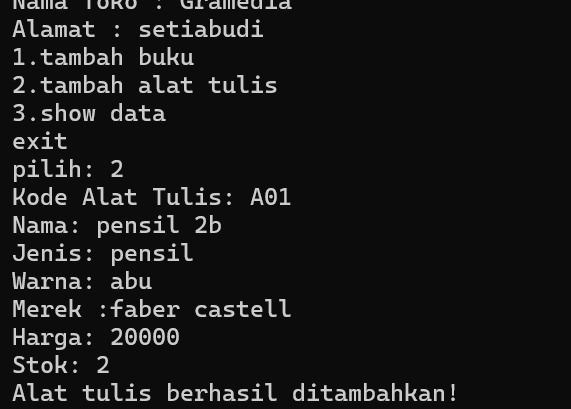 Nama Toko : Gramedia
Alamat : setiabudi
1.tambah buku
2.tambah alat tulis
3.show data
exit
pilih: 2
Kode Alat Tulis: A01
Nama: pensil 2b
Jenis: pensil
Warna: abu
Merek :faber castell
Harga: 20000
Stok: 2
Alat tulis berhasil ditambahkan!